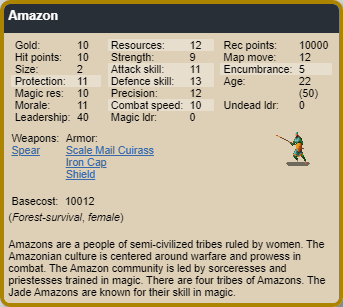 Amazon
Gold: 10 Resources: 12 Rec points: 10000
Hit points: 10 Strength: 9 Map move: 12
Size: 2 Attack skill: 11 Encumbrance: 5
Protection: 11 Defence skill: 13 Age: 22
Magic res: 10 Precision: 12 (50)
Morale: 11 Combat speed: 10 Undead ldr: 0
Leadership: 40 Magic ldr: 0
Weapons: Armor:
Spear Scale Mail Cuirass
Iron Cap
Shield
Basecost: 10012
(Forest-survival, female)
Amazons are a people of semi-civilized tribes ruled by women. The
Amazonian culture is centered around warfare and prowess in
combat. The Amazon community is led by sorceresses and
priestesses trained in magic. There are four tribes of Amazons. The
Jade Amazons are known for their skill in magic.